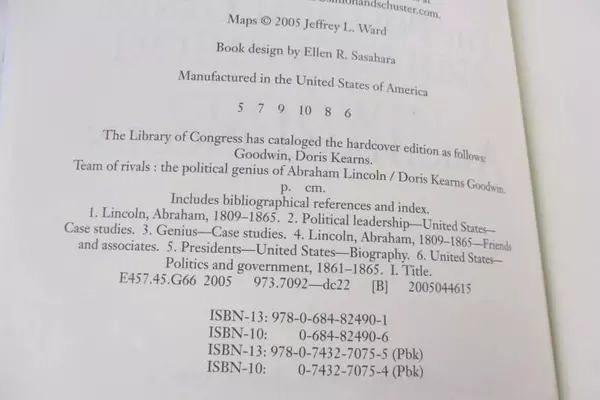 Maps © 2005 Jeffrey L. Ward
Book design by Ellen R. Sasahara
Manufactured in the United States of America
5 7 9 10 8 6
The Library of Congress has cataloged the hardcover edition as follows:
Goodwin, Doris Kearns.
Team of rivals : the political genius of Abraham Lincoln / Doris Kearns Goodwin.
p. cm.
Includes bibliographical references and index.
1. Lincoln, Abraham, 1809–1865. 2. Political leadership—United States—
Case studies. 3. Genius—Case studies. 4. Lincoln, Abraham, 1809–1865—Friends
and associates. 5. Presidents—United States—Biography. 6. United States—
Politics and government, 1861–1865. I. Title.
E457.45.G66 2005 973.7092—dc22 [B] 2005044615
ISBN-13: 978-0-684-82490-1
ISBN-10: 0-684-82490-6
ISBN-13: 978-0-7432-7075-5 (Pbk)
ISBN-10: 0-7432-7075-4 (Pbk)